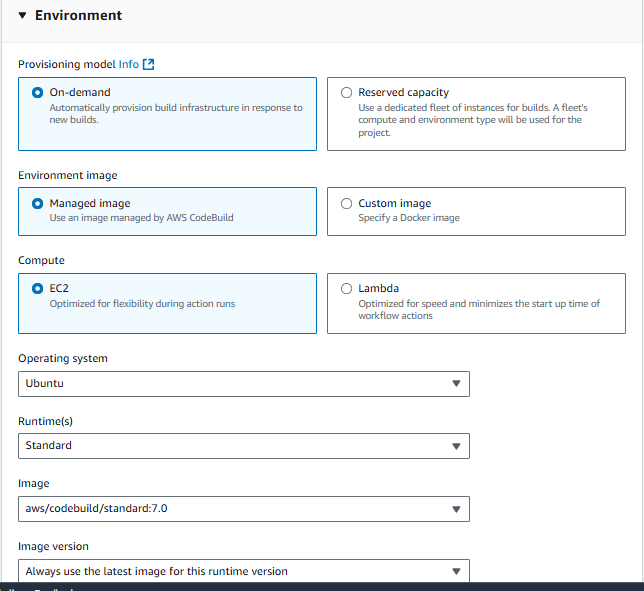 Environment
Provisioning model Info
On-demand
Automatically provision build infrastructure in response to
new builds.
Reserved capacity
Use a dedicated fleet of instances for builds. A fleet's
compute and environment type will be used for the
project.
Environment image
Managed image
Use an image managed by AWS CodeBuild
Custom image
Specify a Docker image
Compute
EC2
Optimized for flexibility during action runs
Lambda
Optimized for speed and minimizes the start up time of
workflow actions
Operating system
Ubuntu
Runtime(s)
Standard
Image
aws/codebuild/standard:7.0
Image version
Always use the latest image for this runtime version